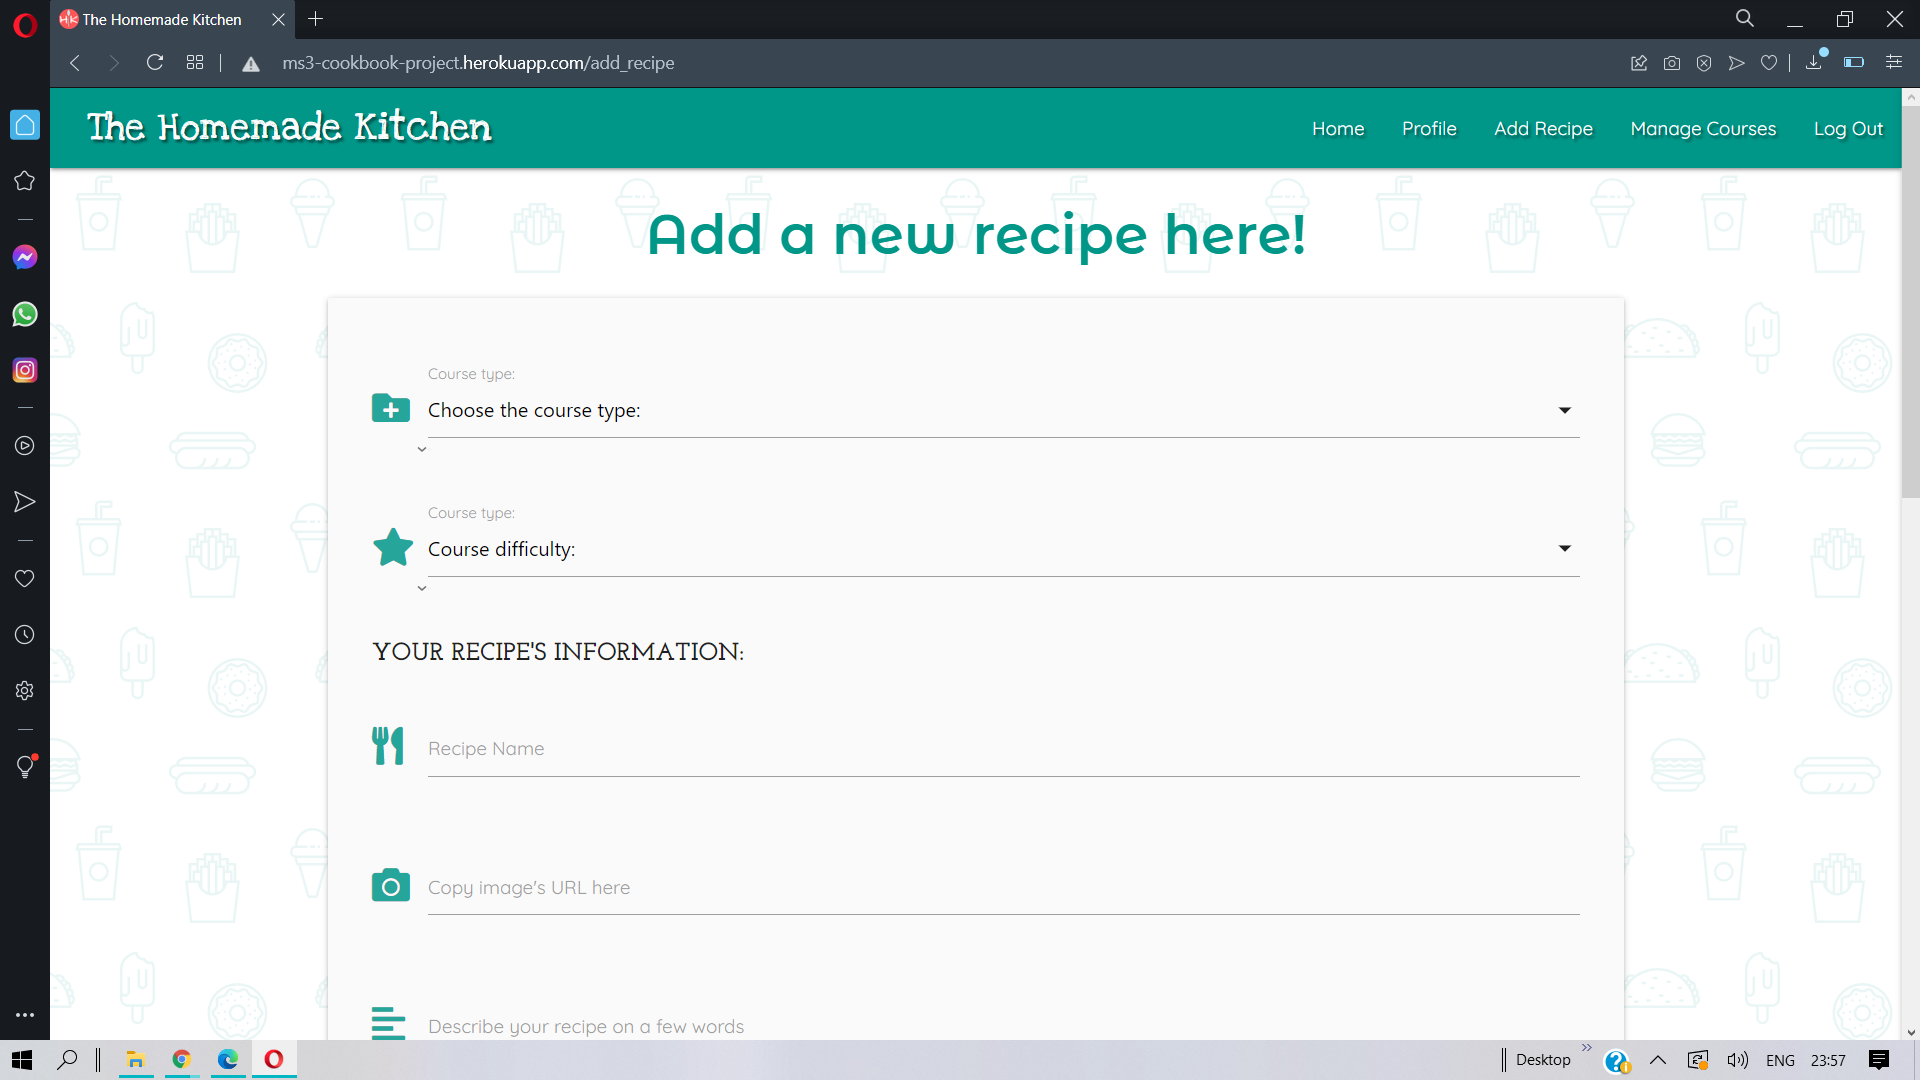 The Homemade Kitchen
ms3-cookbook-project.herokuapp.com/add_recipe
The Homemade Kitchen
Home Profile Add Recipe Manage Courses Log Out
Add a new recipe here!
Course type:
Choose the course type:
Course type:
Course difficulty:
YOUR RECIPE'S INFORMATION:
Recipe Name
Copy image's URL here
Describe your recipe on a few words
Desktop ENG 23:57